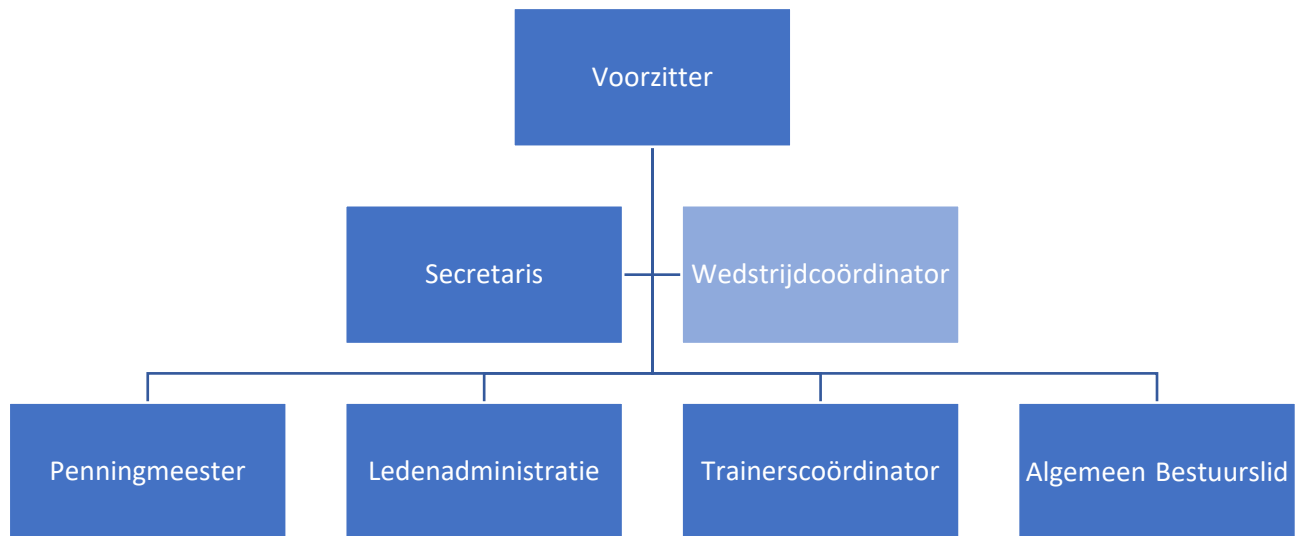 Voorzitter
Secretaris
Wedstrijdcoördinator
Penningmeester
Ledenadministratie
Trainerscoördinator
Algemeen Bestuurslid